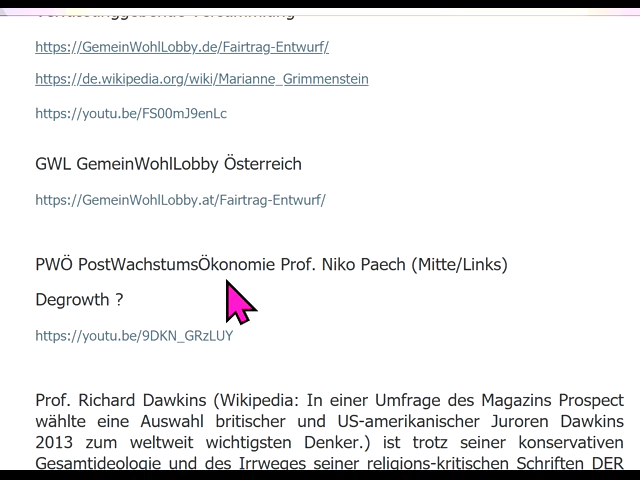 Verfassunggebende Versammlung
https://GemeinWohlLobby.de/Fairtrag-Entwurf/
https://de.wikipedia.org/wiki/Marianne_Grimmenstein
https://youtu.be/FS00mJ9enLc
GWL GemeinWohlLobby Österreich
https://GemeinWohlLobby.at/Fairtrag-Entwurf/
PWÖ PostWachstumsÖkonomie Prof. Niko Paech (Mitte/Links)
Degrowth ?
https://youtu.be/9DKN_GRzLUY
Prof. Richard Dawkins (Wikipedia: In einer Umfrage des Magazins Prospect
wählte eine Auswahl britischer und US-amerikanischer Juroren Dawkins
2013 zum weltweit wichtigsten Denker.) ist trotz seiner konservativen
Gesamtideologie und des Irrweges seiner religions-kritischen Schriften DER